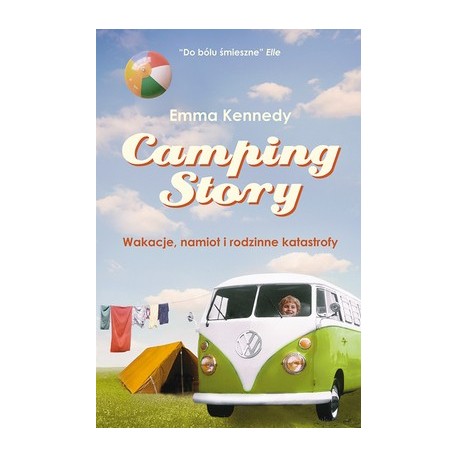 "Do bólu śmieszne" Elle
Emma Kennedy
Camping
Story
Wakacje, namiot i rodzinne katastrofy